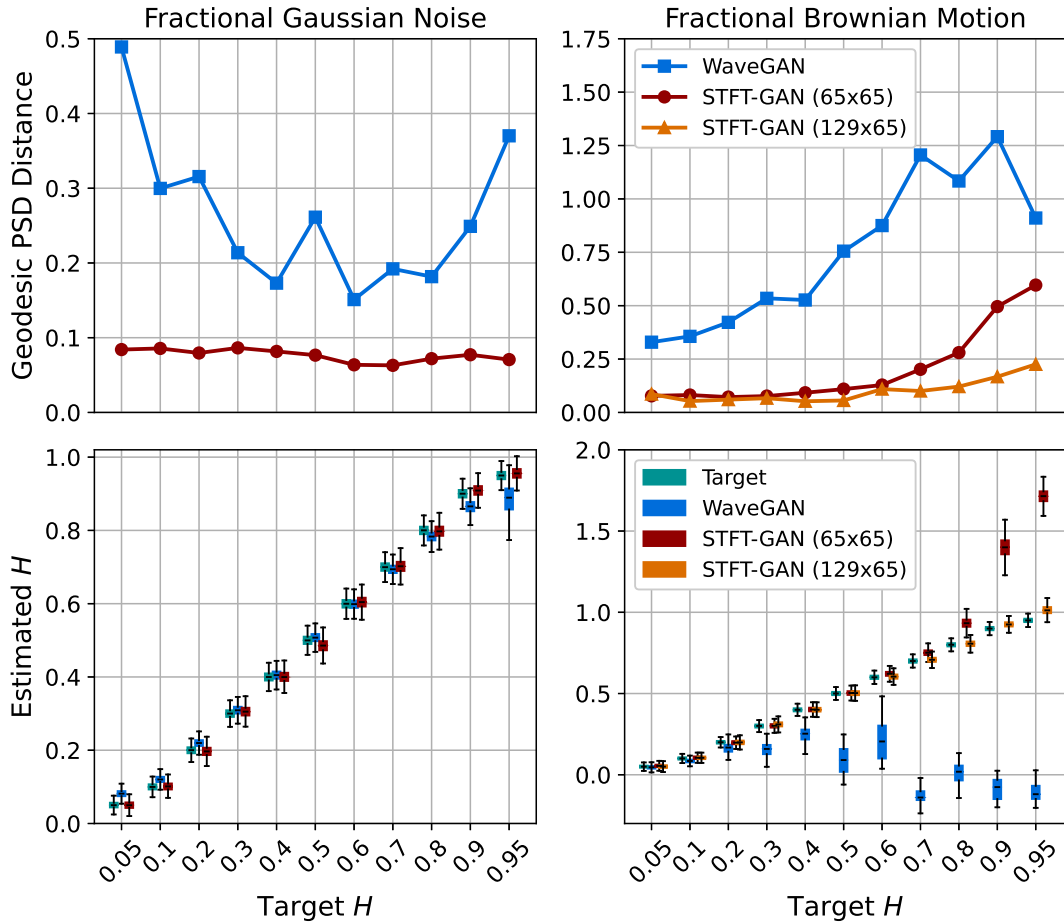 Fractional Gaussian Noise
Fractional Brownian Motion
Geodesic PSD Distance
0.5
0.4
0.3
0.2
0.1
0.0
1.75
1.50
1.25
1.00
0.75
0.50
0.25
0.00
WaveGAN
STFT-GAN (65x65)
STFT-GAN (129x65)
Estimated H
1.0
0.8
0.6
0.4
0.2
0.0
2.0
1.5
1.0
0.5
0.0
Target
WaveGAN
STFT-GAN (65x65)
STFT-GAN (129x65)
0.05 0.1 0.2 0.3 0.4 0.5 0.6 0.7 0.8 0.9 0.95
0.05 0.1 0.2 0.3 0.4 0.5 0.6 0.7 0.8 0.9 0.95
Target H
Target H